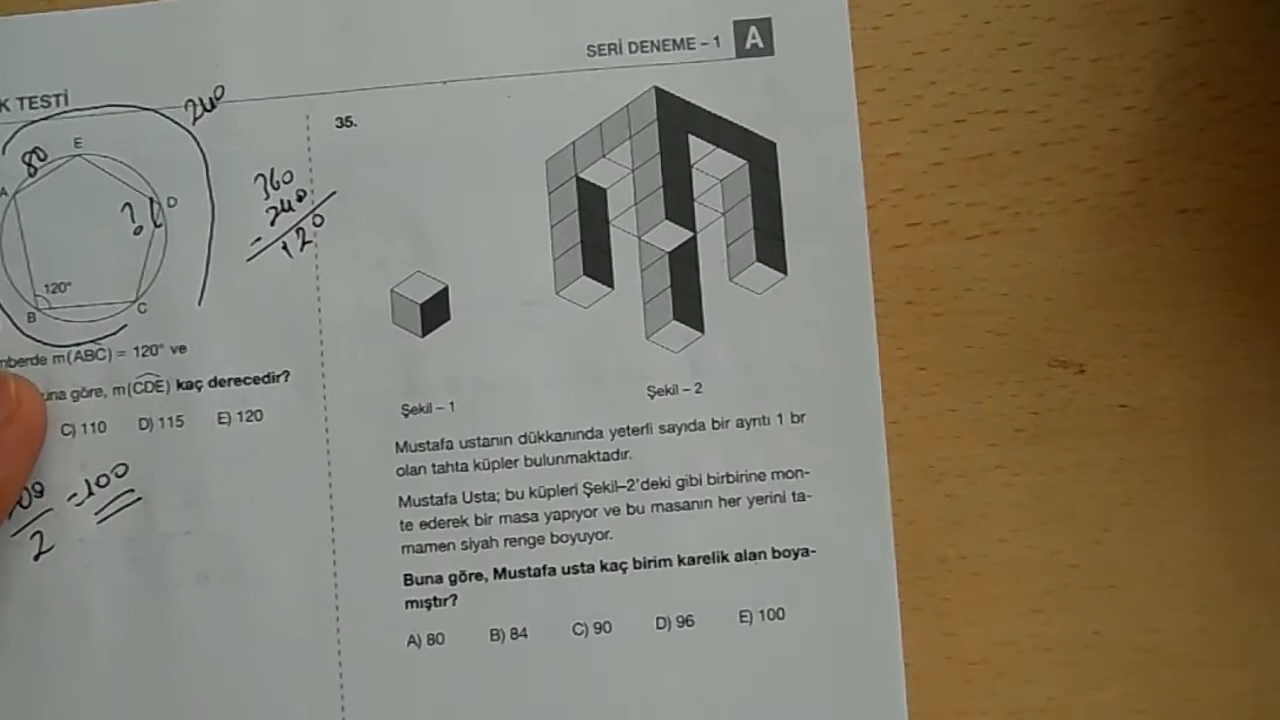 SERİ DENEME – 1 A
K TESTİ
240
80
E
A
D
?
120°
B
C
360
- 240
120
mberde m(ABC) = 120° ve
una göre, m(CDE) kaç derecedir?
C) 110 D) 115 E) 120
= 100
2
35.
Şekil – 1
Şekil – 2
Mustafa ustanın dükkanında yeterli sayıda bir ayrıtı 1 br
olan tahta küpler bulunmaktadır.
Mustafa Usta; bu küpleri Şekil–2'deki gibi birbirine mon-
te ederek bir masa yapıyor ve bu masanın her yerini ta-
mamen siyah renge boyuyor.
Buna göre, Mustafa usta kaç birim karelik alan boya-
mıştır?
A) 80 B) 84 C) 90 D) 96 E) 100